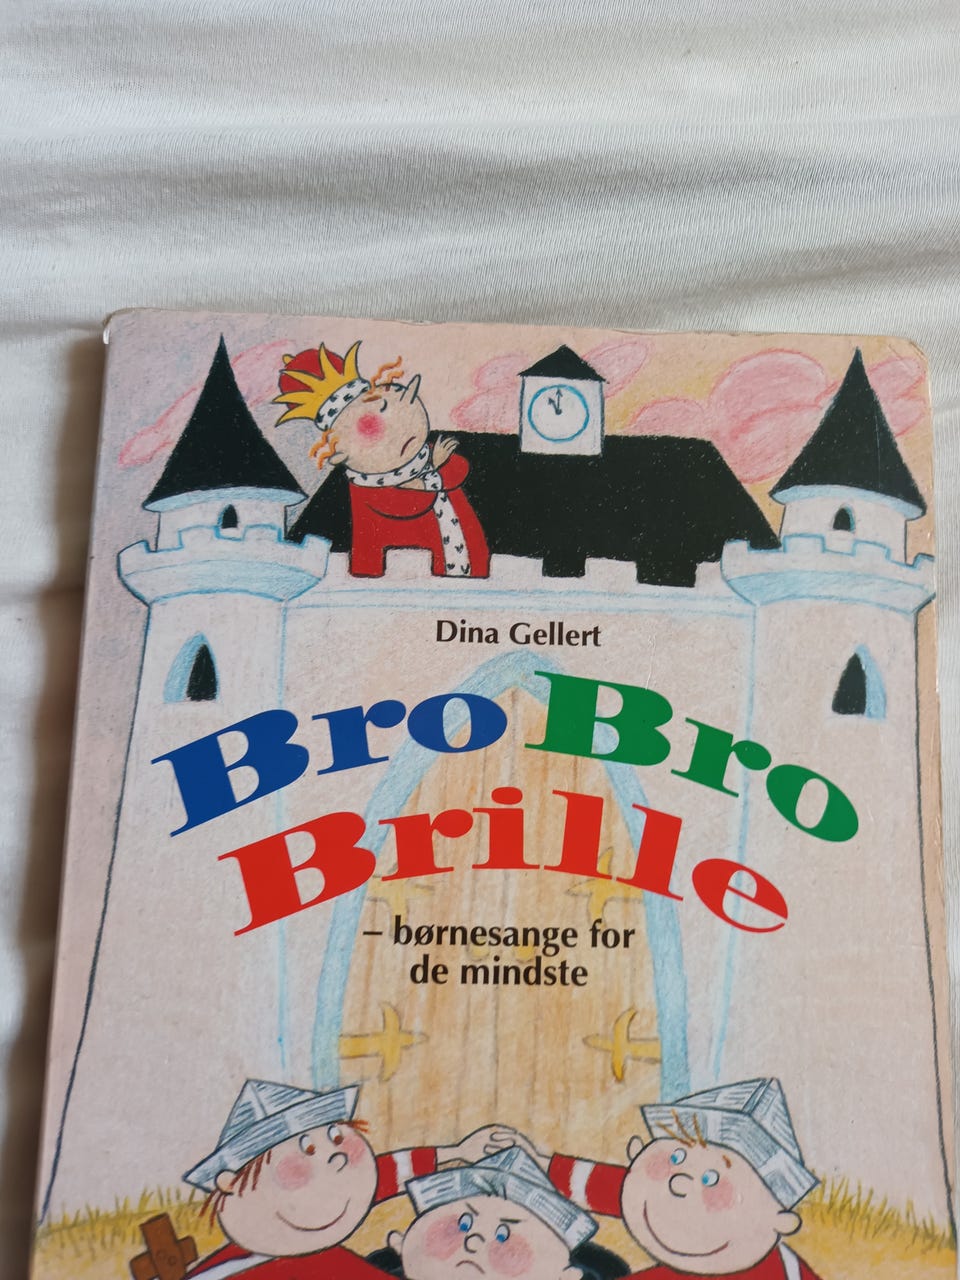 Dina Gellert
Bro Bro
Brille
– børnesange for
de mindste